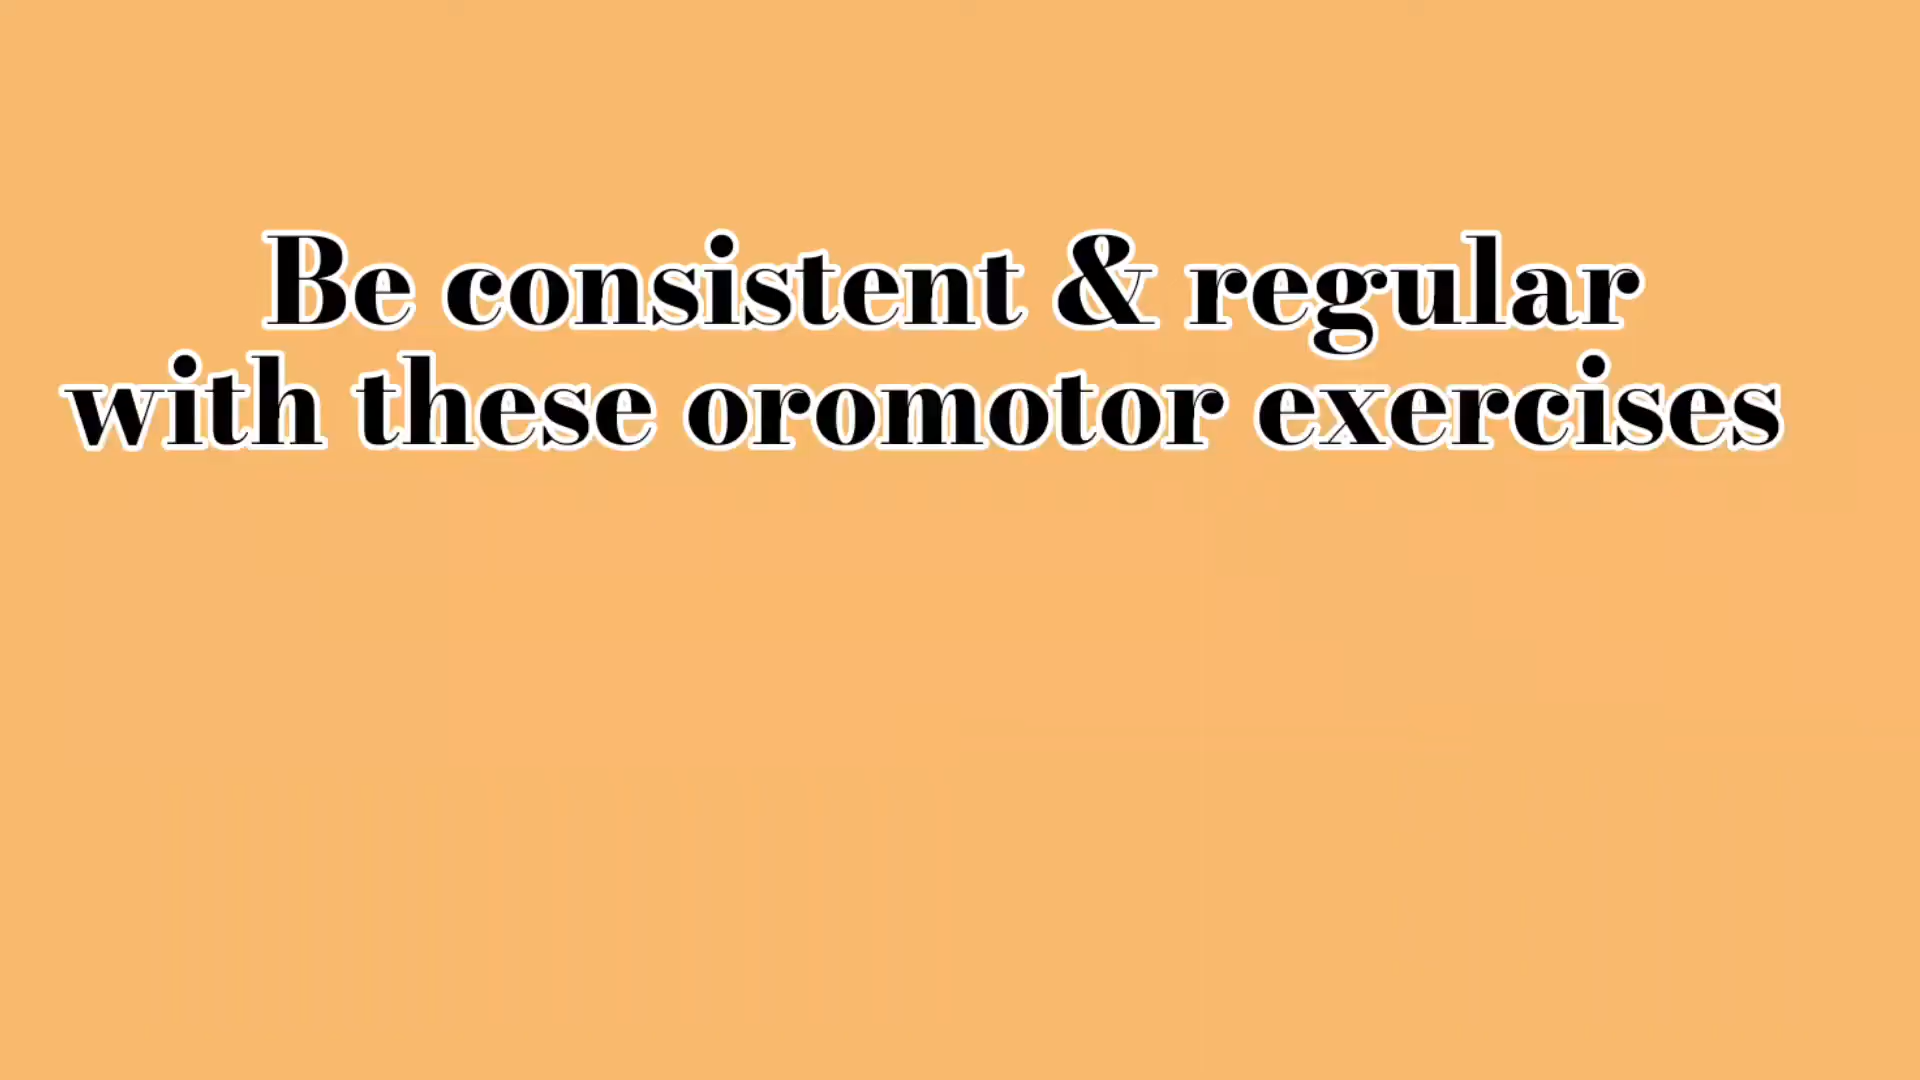 Be consistent & regular
with these oromotor exercises